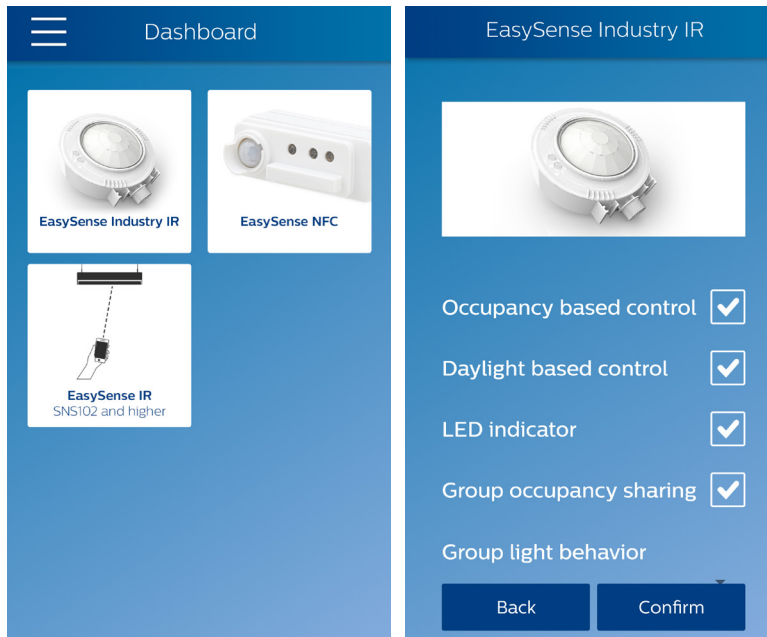 Dashboard
EasySense Industry IR
EasySense NFC
EasySense IR
SNS102 and higher
EasySense Industry IR
Occupancy based control
Daylight based control
LED indicator
Group occupancy sharing
Group light behavior
Back
Confirm